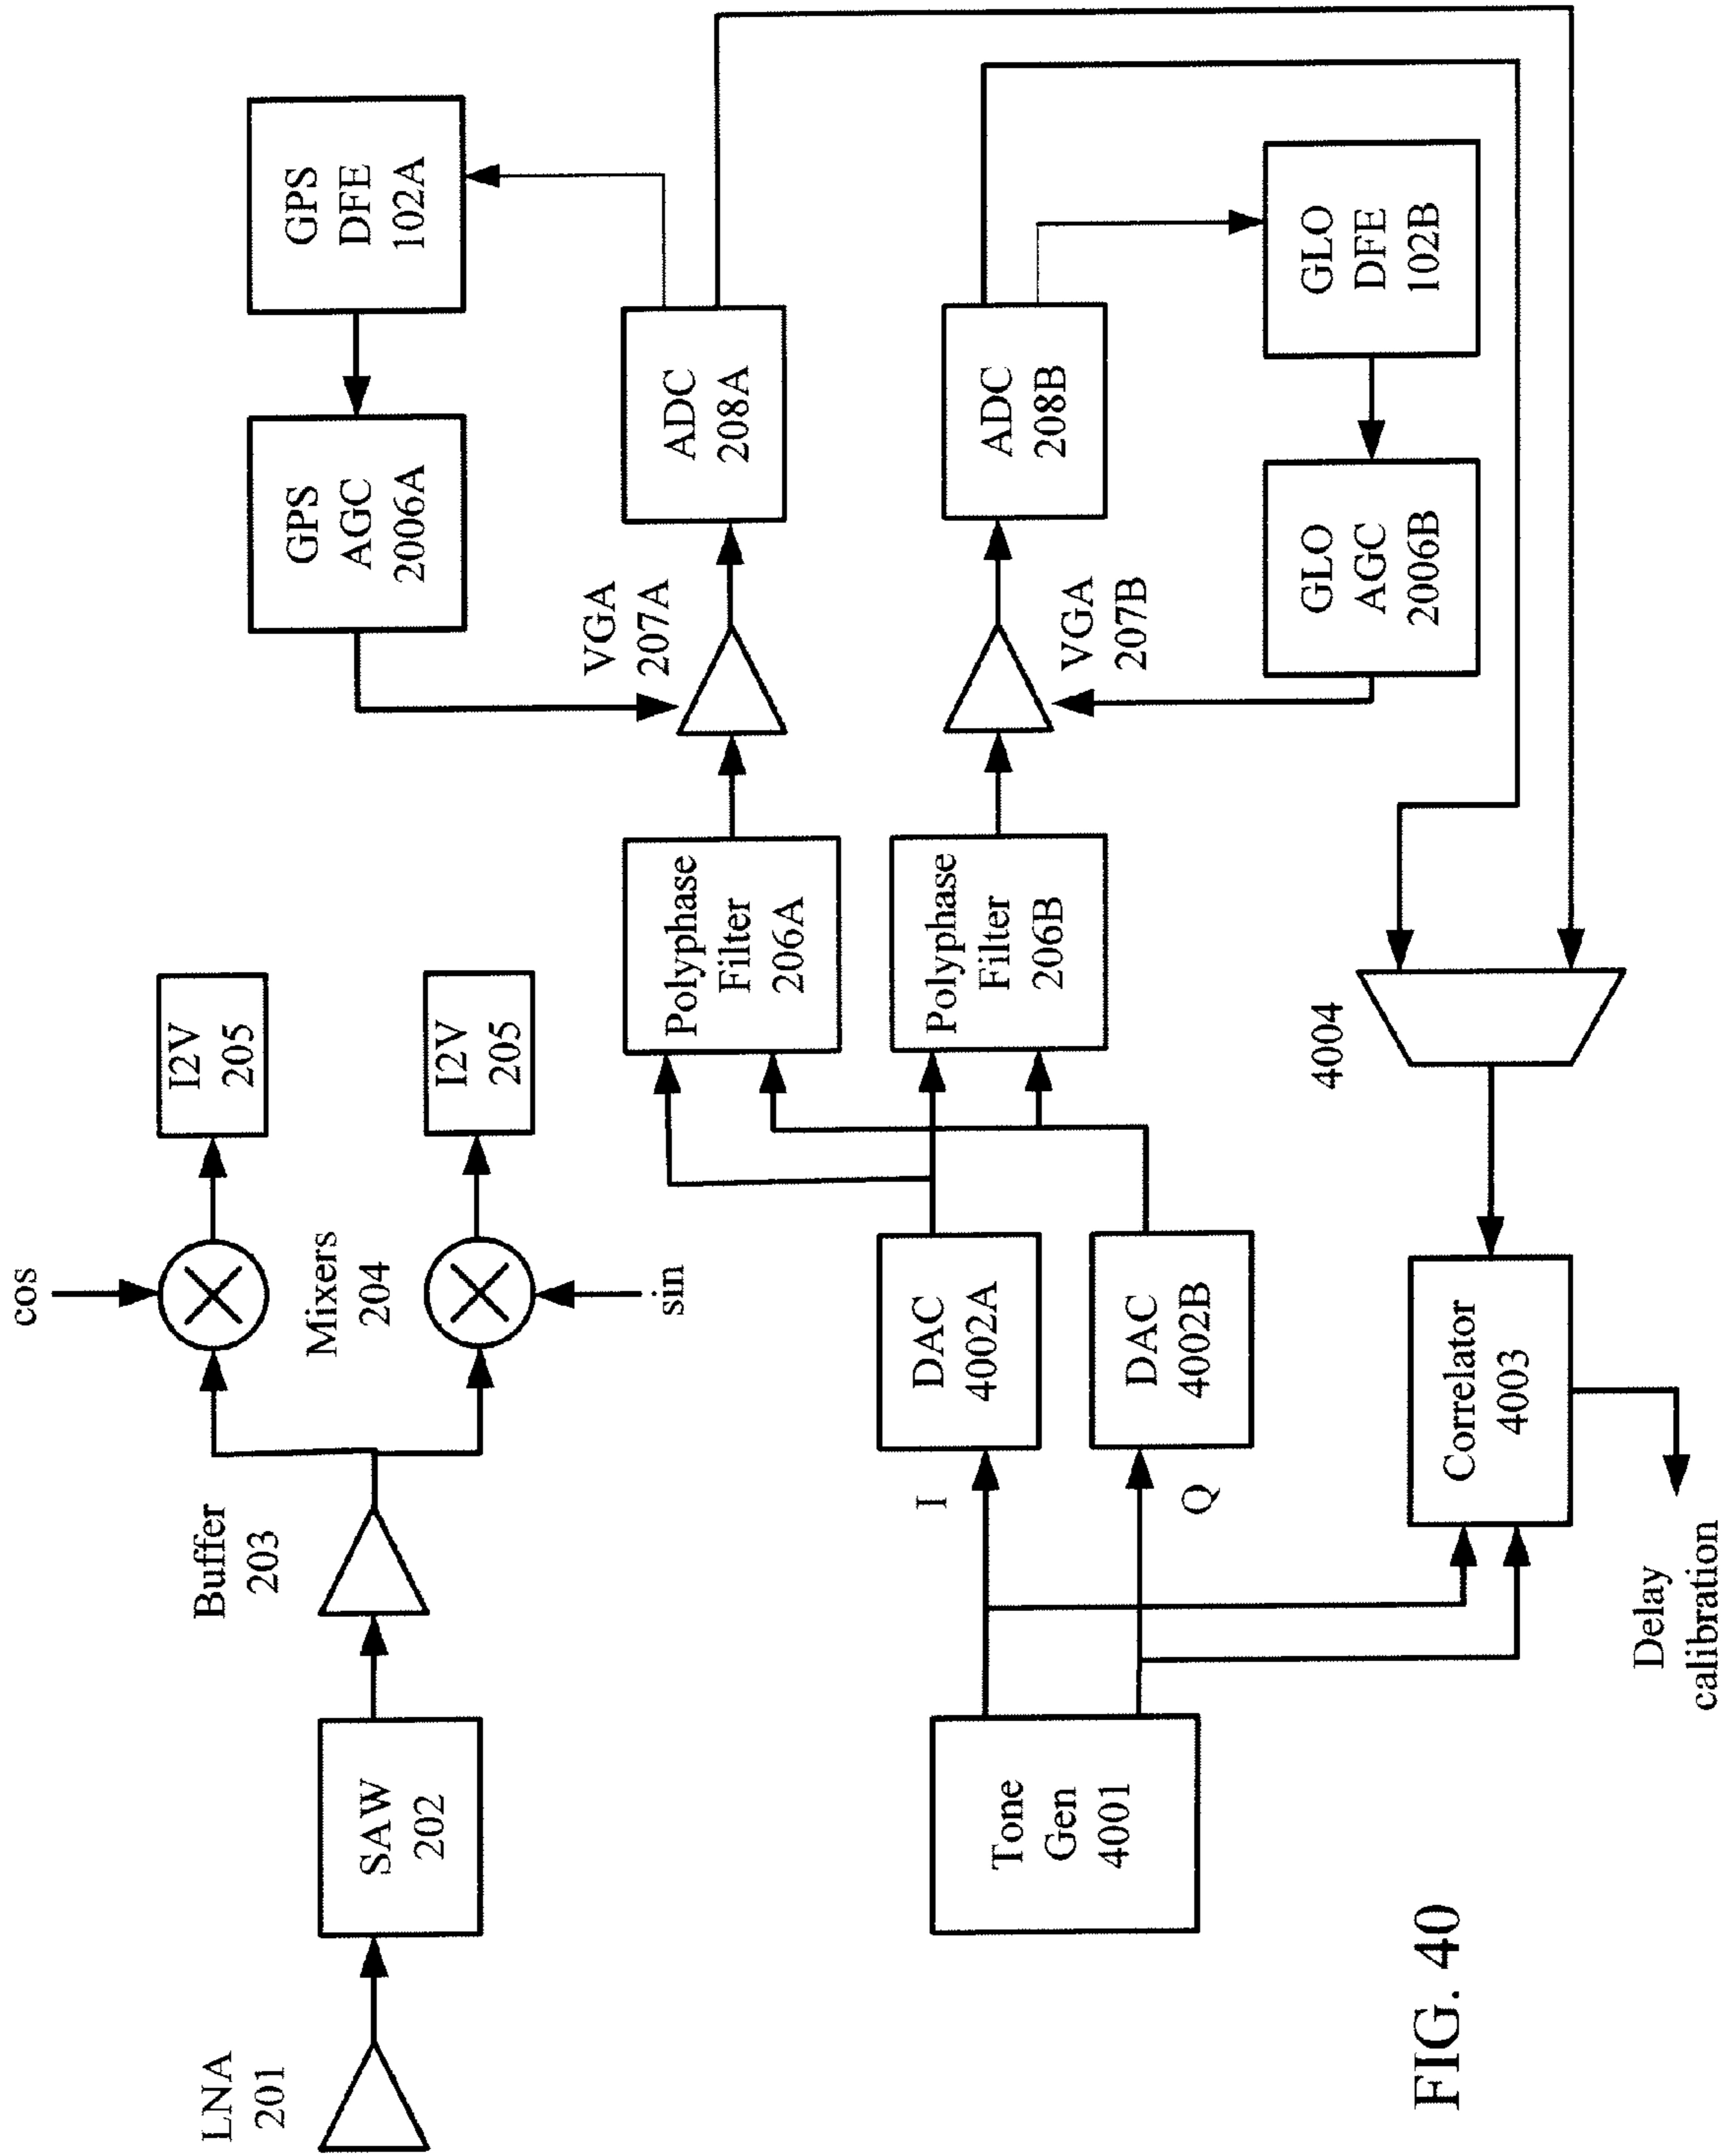 LNA
201
SAW
202
Buffer
203
cos
Mixers
204
sin
I2V
205
I2V
205
Tone
Gen
4001
I
Q
DAC
4002A
DAC
4002B
Polyphase
Filter
206A
Polyphase
Filter
206B
VGA
207A
VGA
207B
ADC
208A
ADC
208B
GPS
AGC
2006A
GPS
DFE
102A
GLO
AGC
2006B
GLO
DFE
102B
4004
Correlator
4003
Delay
calibration
FIG. 40